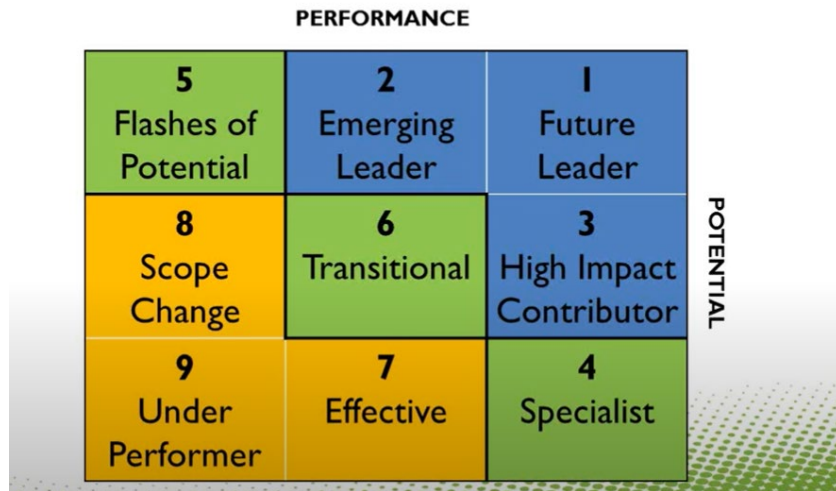 PERFORMANCE
5
Flashes of
Potential
2
Emerging
Leader
1
Future
Leader
8
Scope
Change
6
Transitional
3
High Impact
Contributor
9
Under
Performer
7
Effective
4
Specialist
POTENTIAL